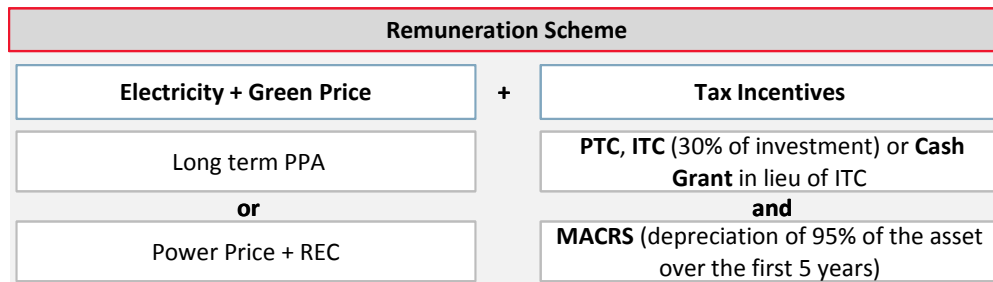 Remuneration Scheme
Electricity + Green Price
+
Tax Incentives
Long term PPA
PTC, ITC (30% of investment) or Cash
Grant in lieu of ITC
or
and
Power Price + REC
MACRS (depreciation of 95% of the asset
over the first 5 years)